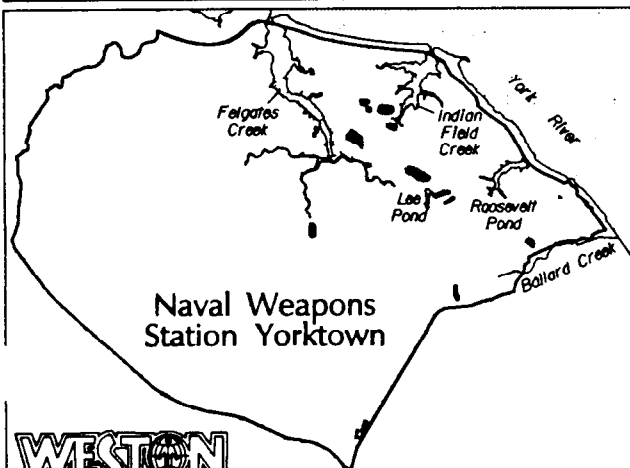 York River
Felgates
Creek
Indian
Field
Creek
Lee
Pond
Roosevelt
Pond
Ballard Creek
Naval Weapons
Station Yorktown
WESTON